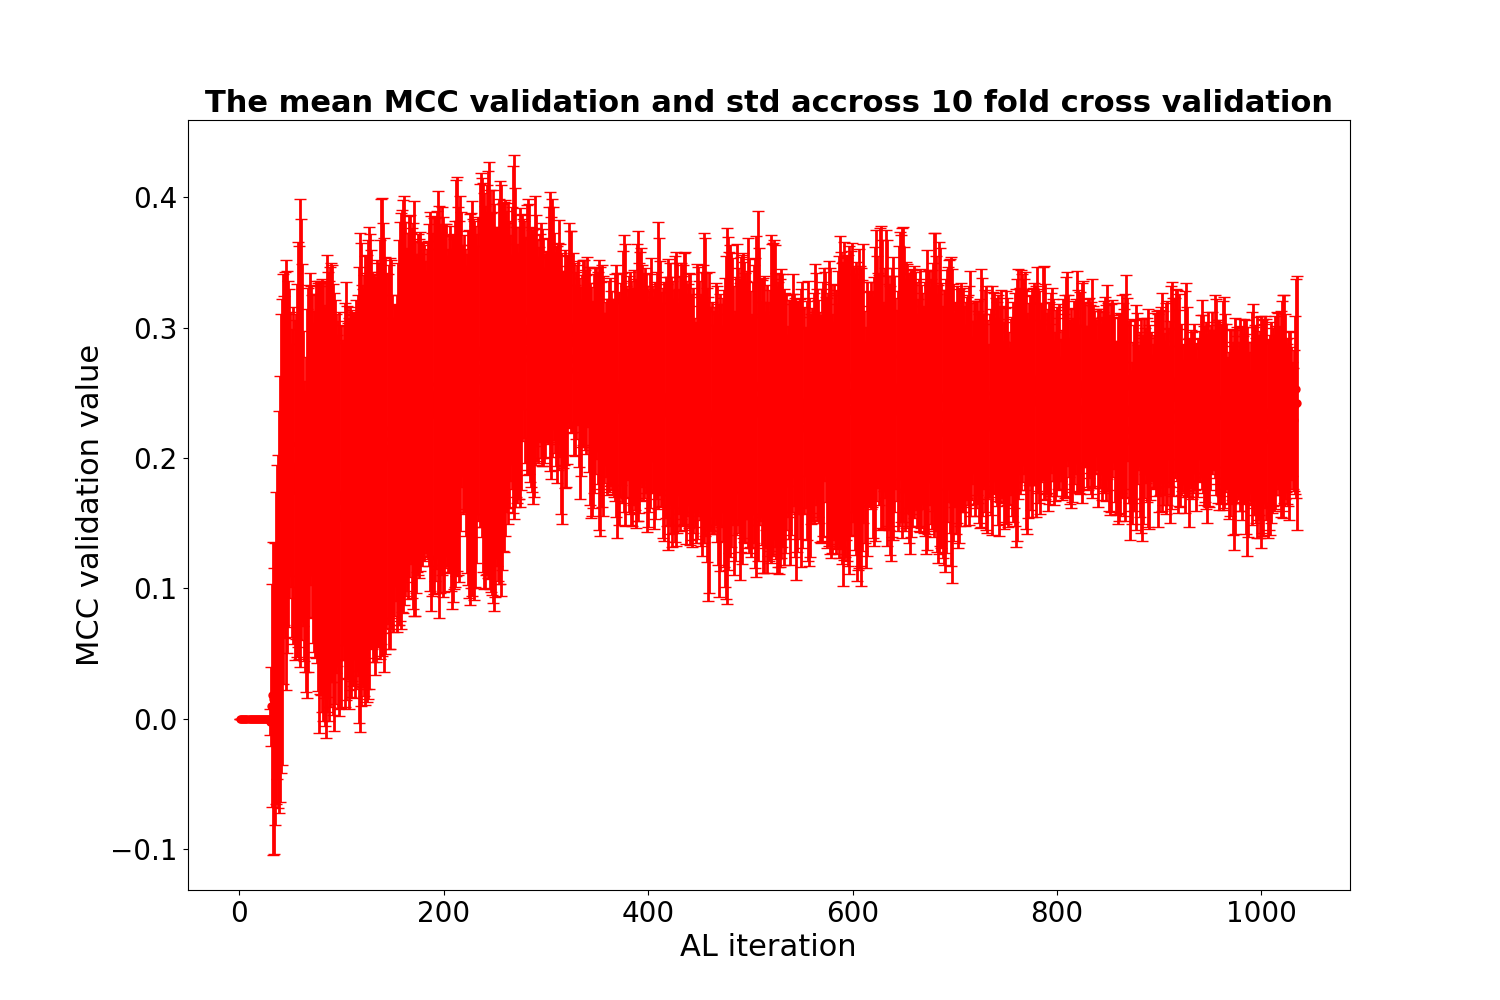 The mean MCC validation and std accross 10 fold cross validation
MCC validation value
0.4
0.3
0.2
0.1
0.0
−0.1
0 200 400 600 800 1000
AL iteration